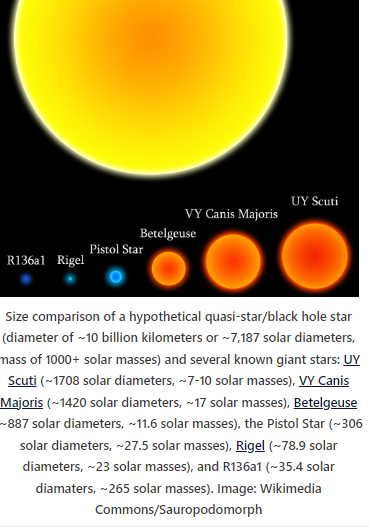 UY Scuti
VY Canis Majoris
Betelgeuse
Pistol Star
R136a1 Rigel
Size comparison of a hypothetical quasi-star/black hole star
(diameter of ~10 billion kilometers or ~7,187 solar diameters,
mass of 1000+ solar masses) and several known giant stars: UY
Scuti (~1708 solar diameters, ~7-10 solar masses), VY Canis
Majoris (~1420 solar diameters, ~17 solar masses), Betelgeuse
~887 solar diameters, ~11.6 solar masses), the Pistol Star (~306
solar diameters, ~27.5 solar masses), Rigel (~78.9 solar
diameters, ~23 solar masses), and R136a1 (~35.4 solar
diamaters, ~265 solar masses). Image: Wikimedia
Commons/Sauropodomorph